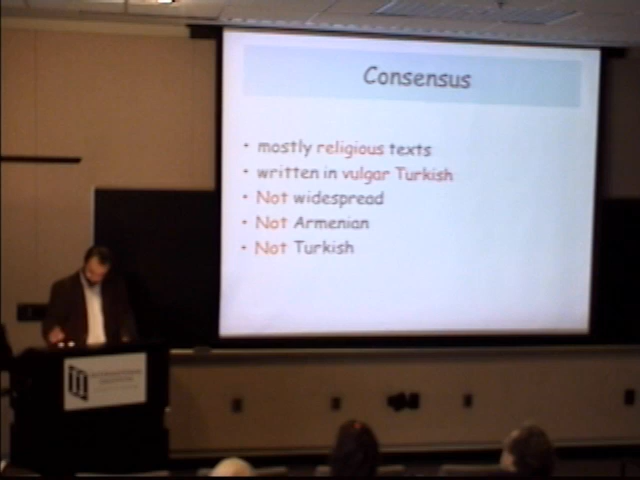 Consensus
• mostly religious texts
• written in vulgar Turkish
• Not widespread
• Not Armenian
• Not Turkish